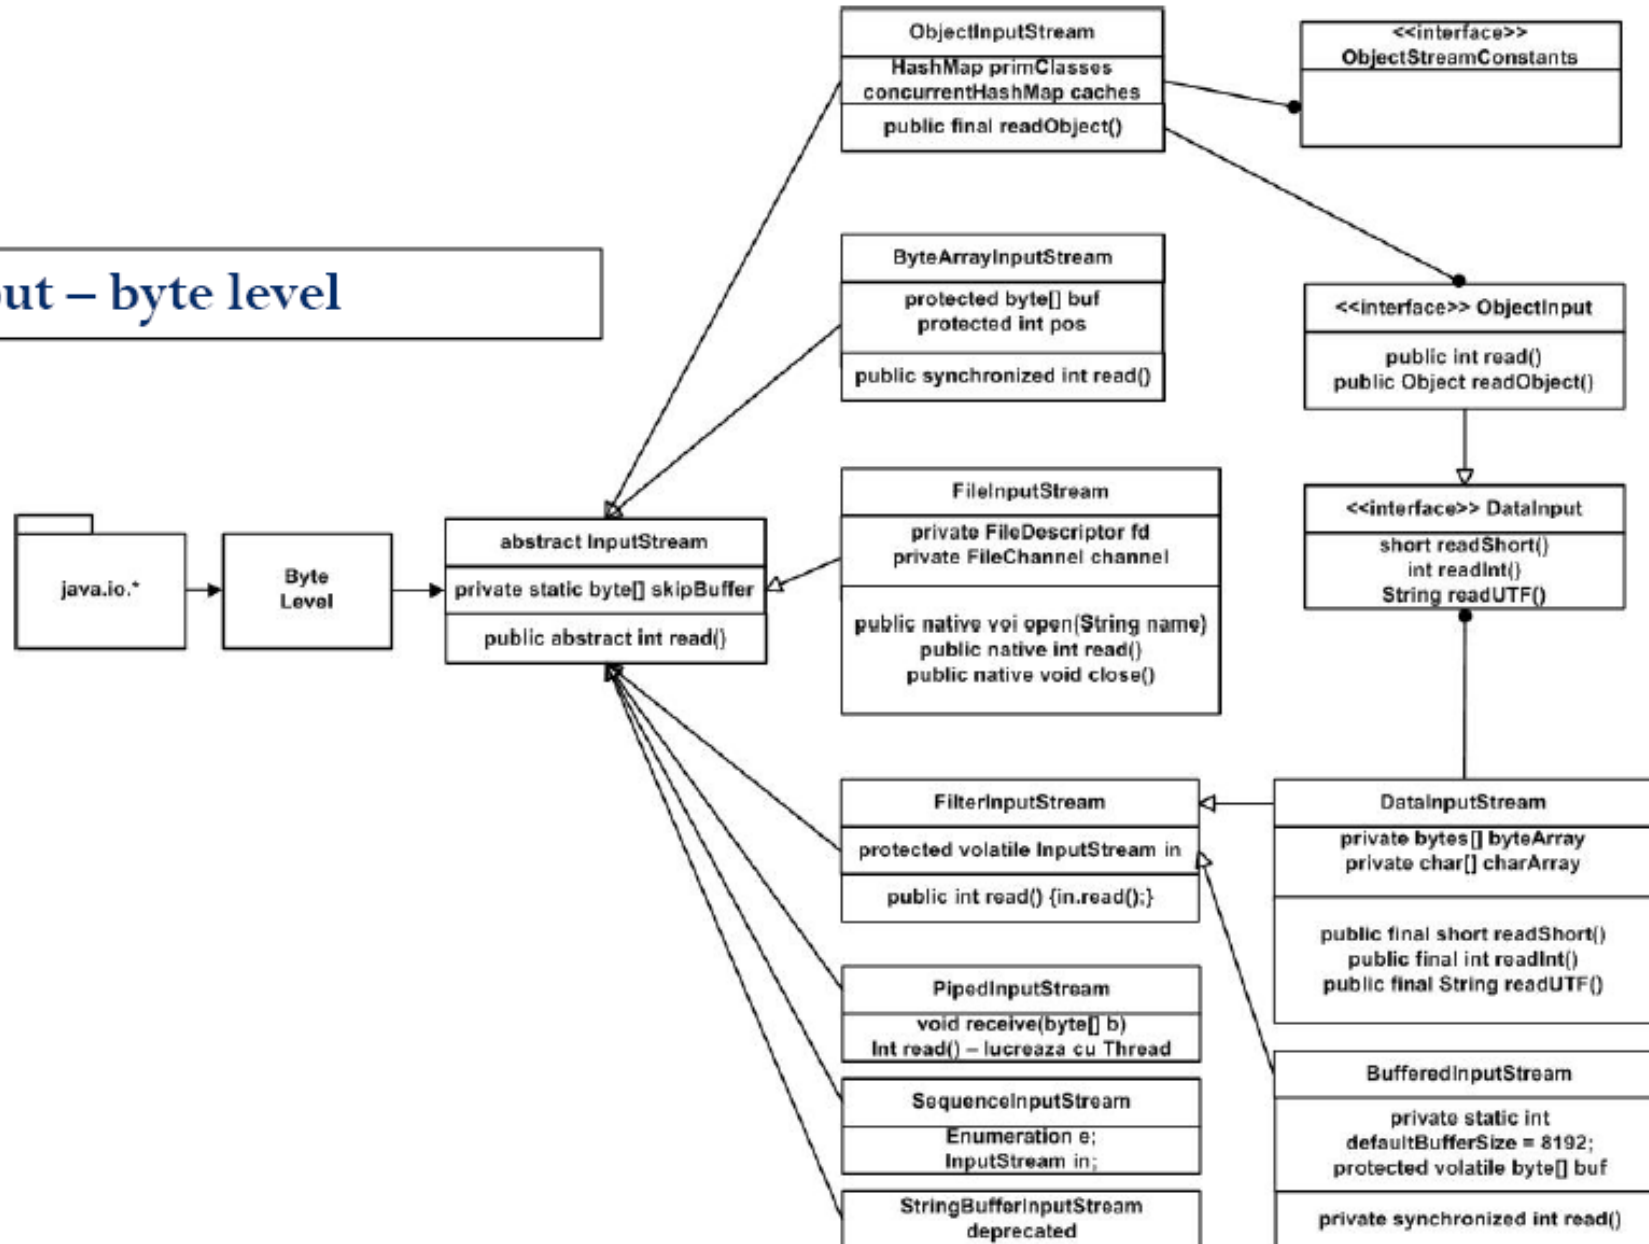 ObjectInputStream
HashMap primClasses
concurrentHashMap caches
public final readObject()
<<interface>>
ObjectStreamConstants
ut – byte level
ByteArrayInputStream
protected byte[] buf
protected int pos
public synchronized int read()
<<interface>> ObjectInput
public int read()
public Object readObject()
FileInputStream
private FileDescriptor fd
private FileChannel channel
public native voi open(String name)
public native int read()
public native void close()
<<interface>> DataInput
short readShort()
int readInt()
String readUTF()
java.io.*
Byte
Level
abstract InputStream
private static byte[] skipBuffer
public abstract int read()
FilterInputStream
protected volatile InputStream in
public int read() {in.read();}
DataInputStream
private bytes[] byteArray
private char[] charArray
public final short readShort()
public final int readInt()
public final String readUTF()
PipedInputStream
void receive(byte[] b)
Int read() – lucreaza cu Thread
SequenceInputStream
Enumeration e;
InputStream in;
BufferedInputStream
private static int
defaultBufferSize = 8192;
protected volatile byte[] buf
private synchronized int read()
StringBufferInputStream
deprecated